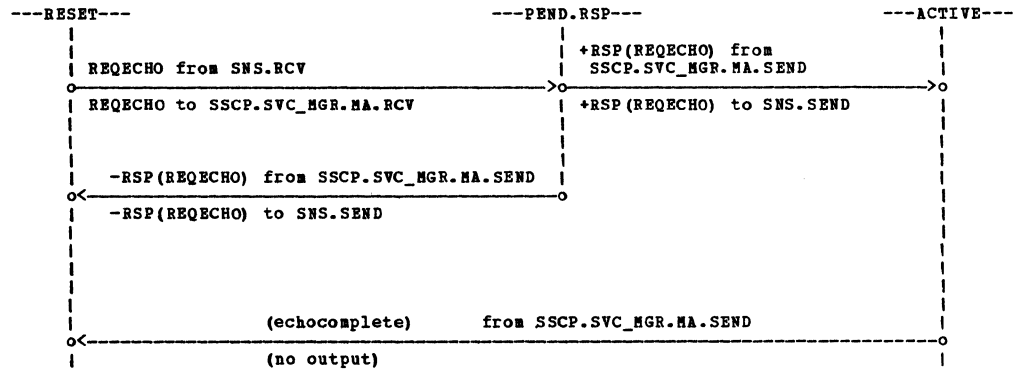 ---RESET--- ---PEND.RSP--- ---ACTIVE---
+RSP(REQECHO) from
REQECHO from SNS.RCV SSCP.SVC_MGR.MA.SEND
REQECHO to SSCP.SVC_MGR.MA.RCV +RSP(REQECHO) to SNS.SEND
-RSP(REQECHO) from SSCP.SVC_MGR.MA.SEND
-RSP(REQECHO) to SNS.SEND
(echocomplete) from SSCP.SVC_MGR.MA.SEND
(no output)